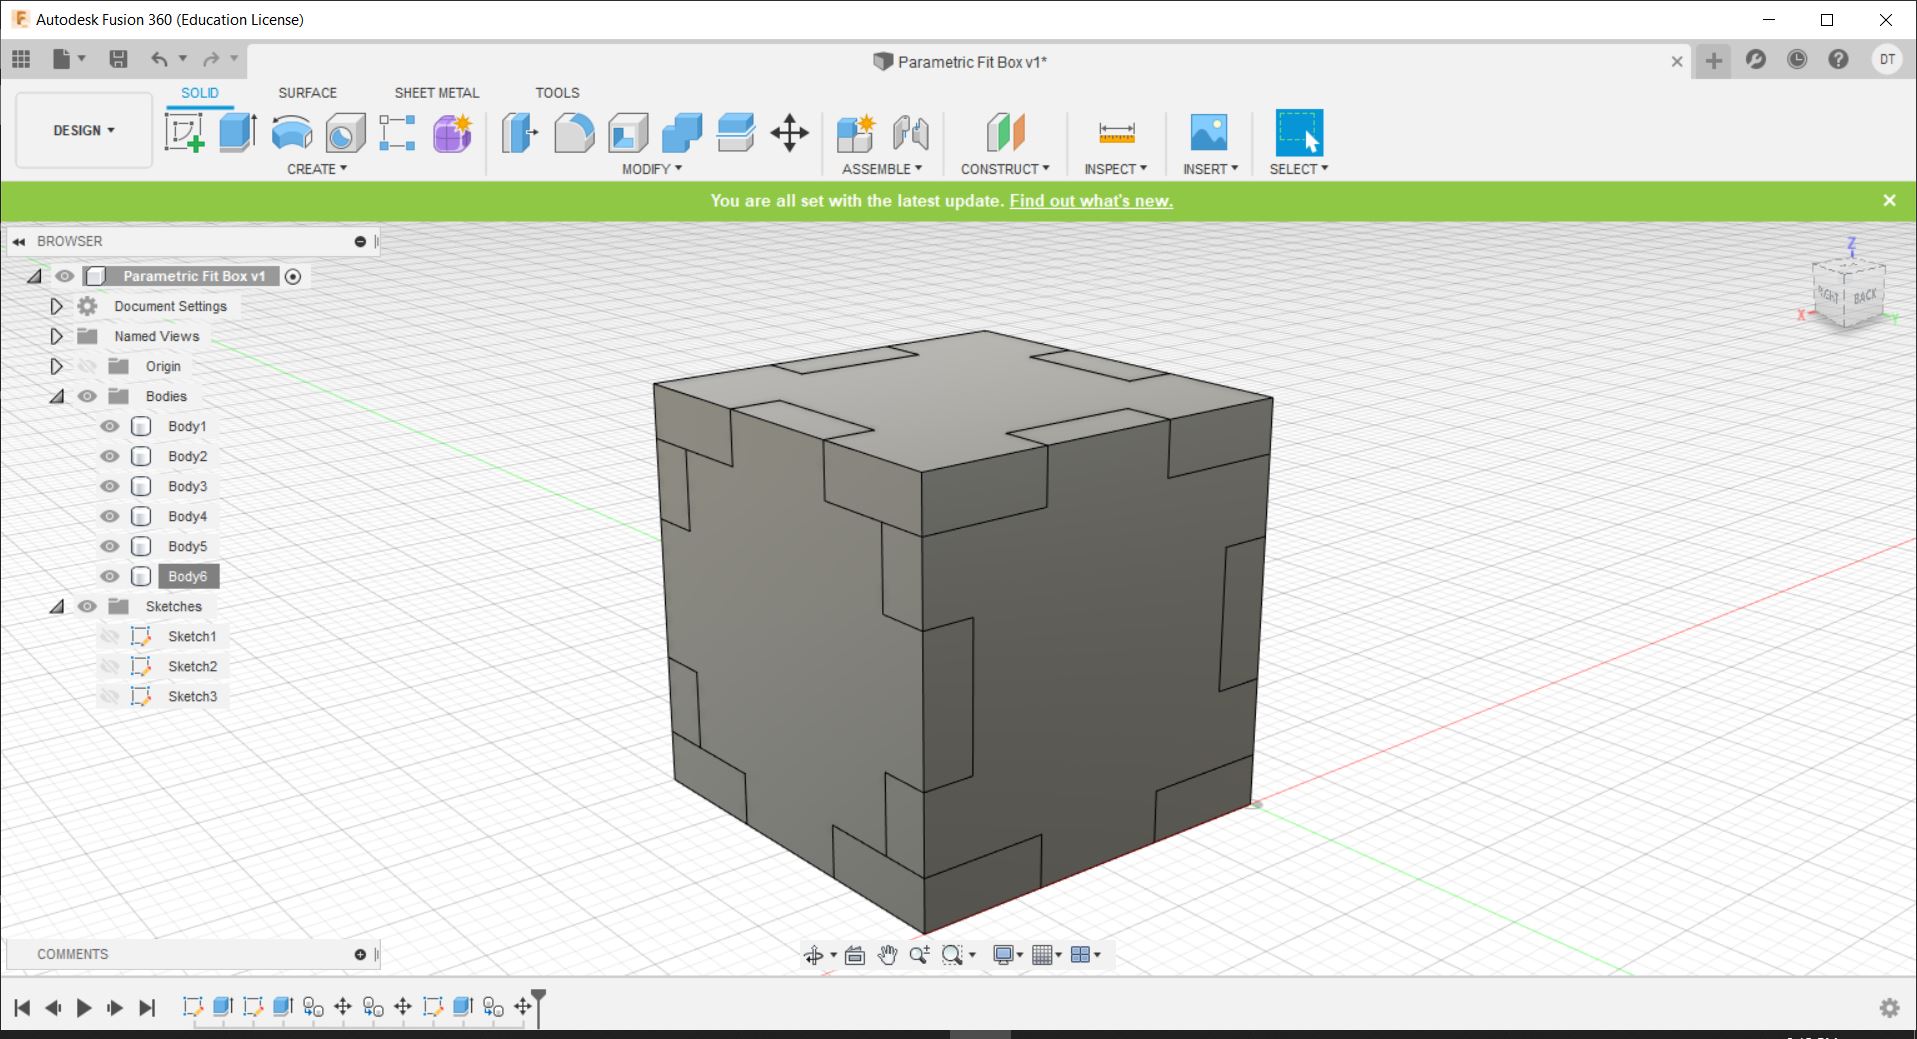 Autodesk Fusion 360 (Education License)
Parametric Fit Box v1*
DT
SOLID SURFACE SHEET METAL TOOLS
DESIGN
CREATE MODIFY ASSEMBLE CONSTRUCT INSPECT INSERT SELECT
You are all set with the latest update. Find out what's new.
BROWSER
Parametric Fit Box v1
Document Settings
Named Views
Origin
Bodies
Body1
Body2
Body3
Body4
Body5
Body6
Sketches
Sketch1
Sketch2
Sketch3
Z
RIGHT BACK
X Y
COMMENTS